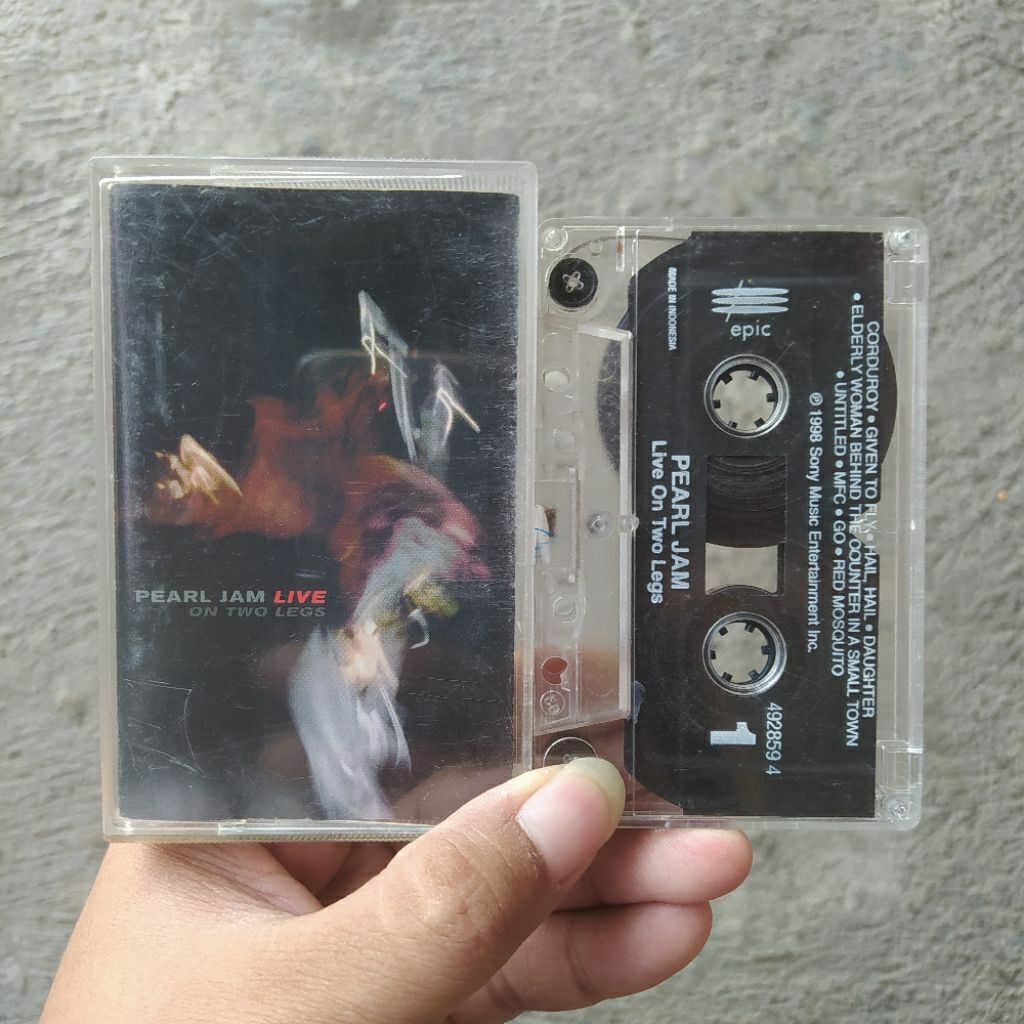 PEARL JAM LIVE
ON TWO LEGS
epic
MADE IN INDONESIA
CORDUROY • GIVEN TO FLY • HAIL, HAIL • DAUGHTER
• ELDERLY WOMAN BEHIND THE COUNTER IN A SMALL TOWN
• UNTITLED • MFC • GO • RED MOSQUITO
℗ 1998 Sony Music Entertainment Inc.
PEARL JAM
Live On Two Legs
492859 4
1